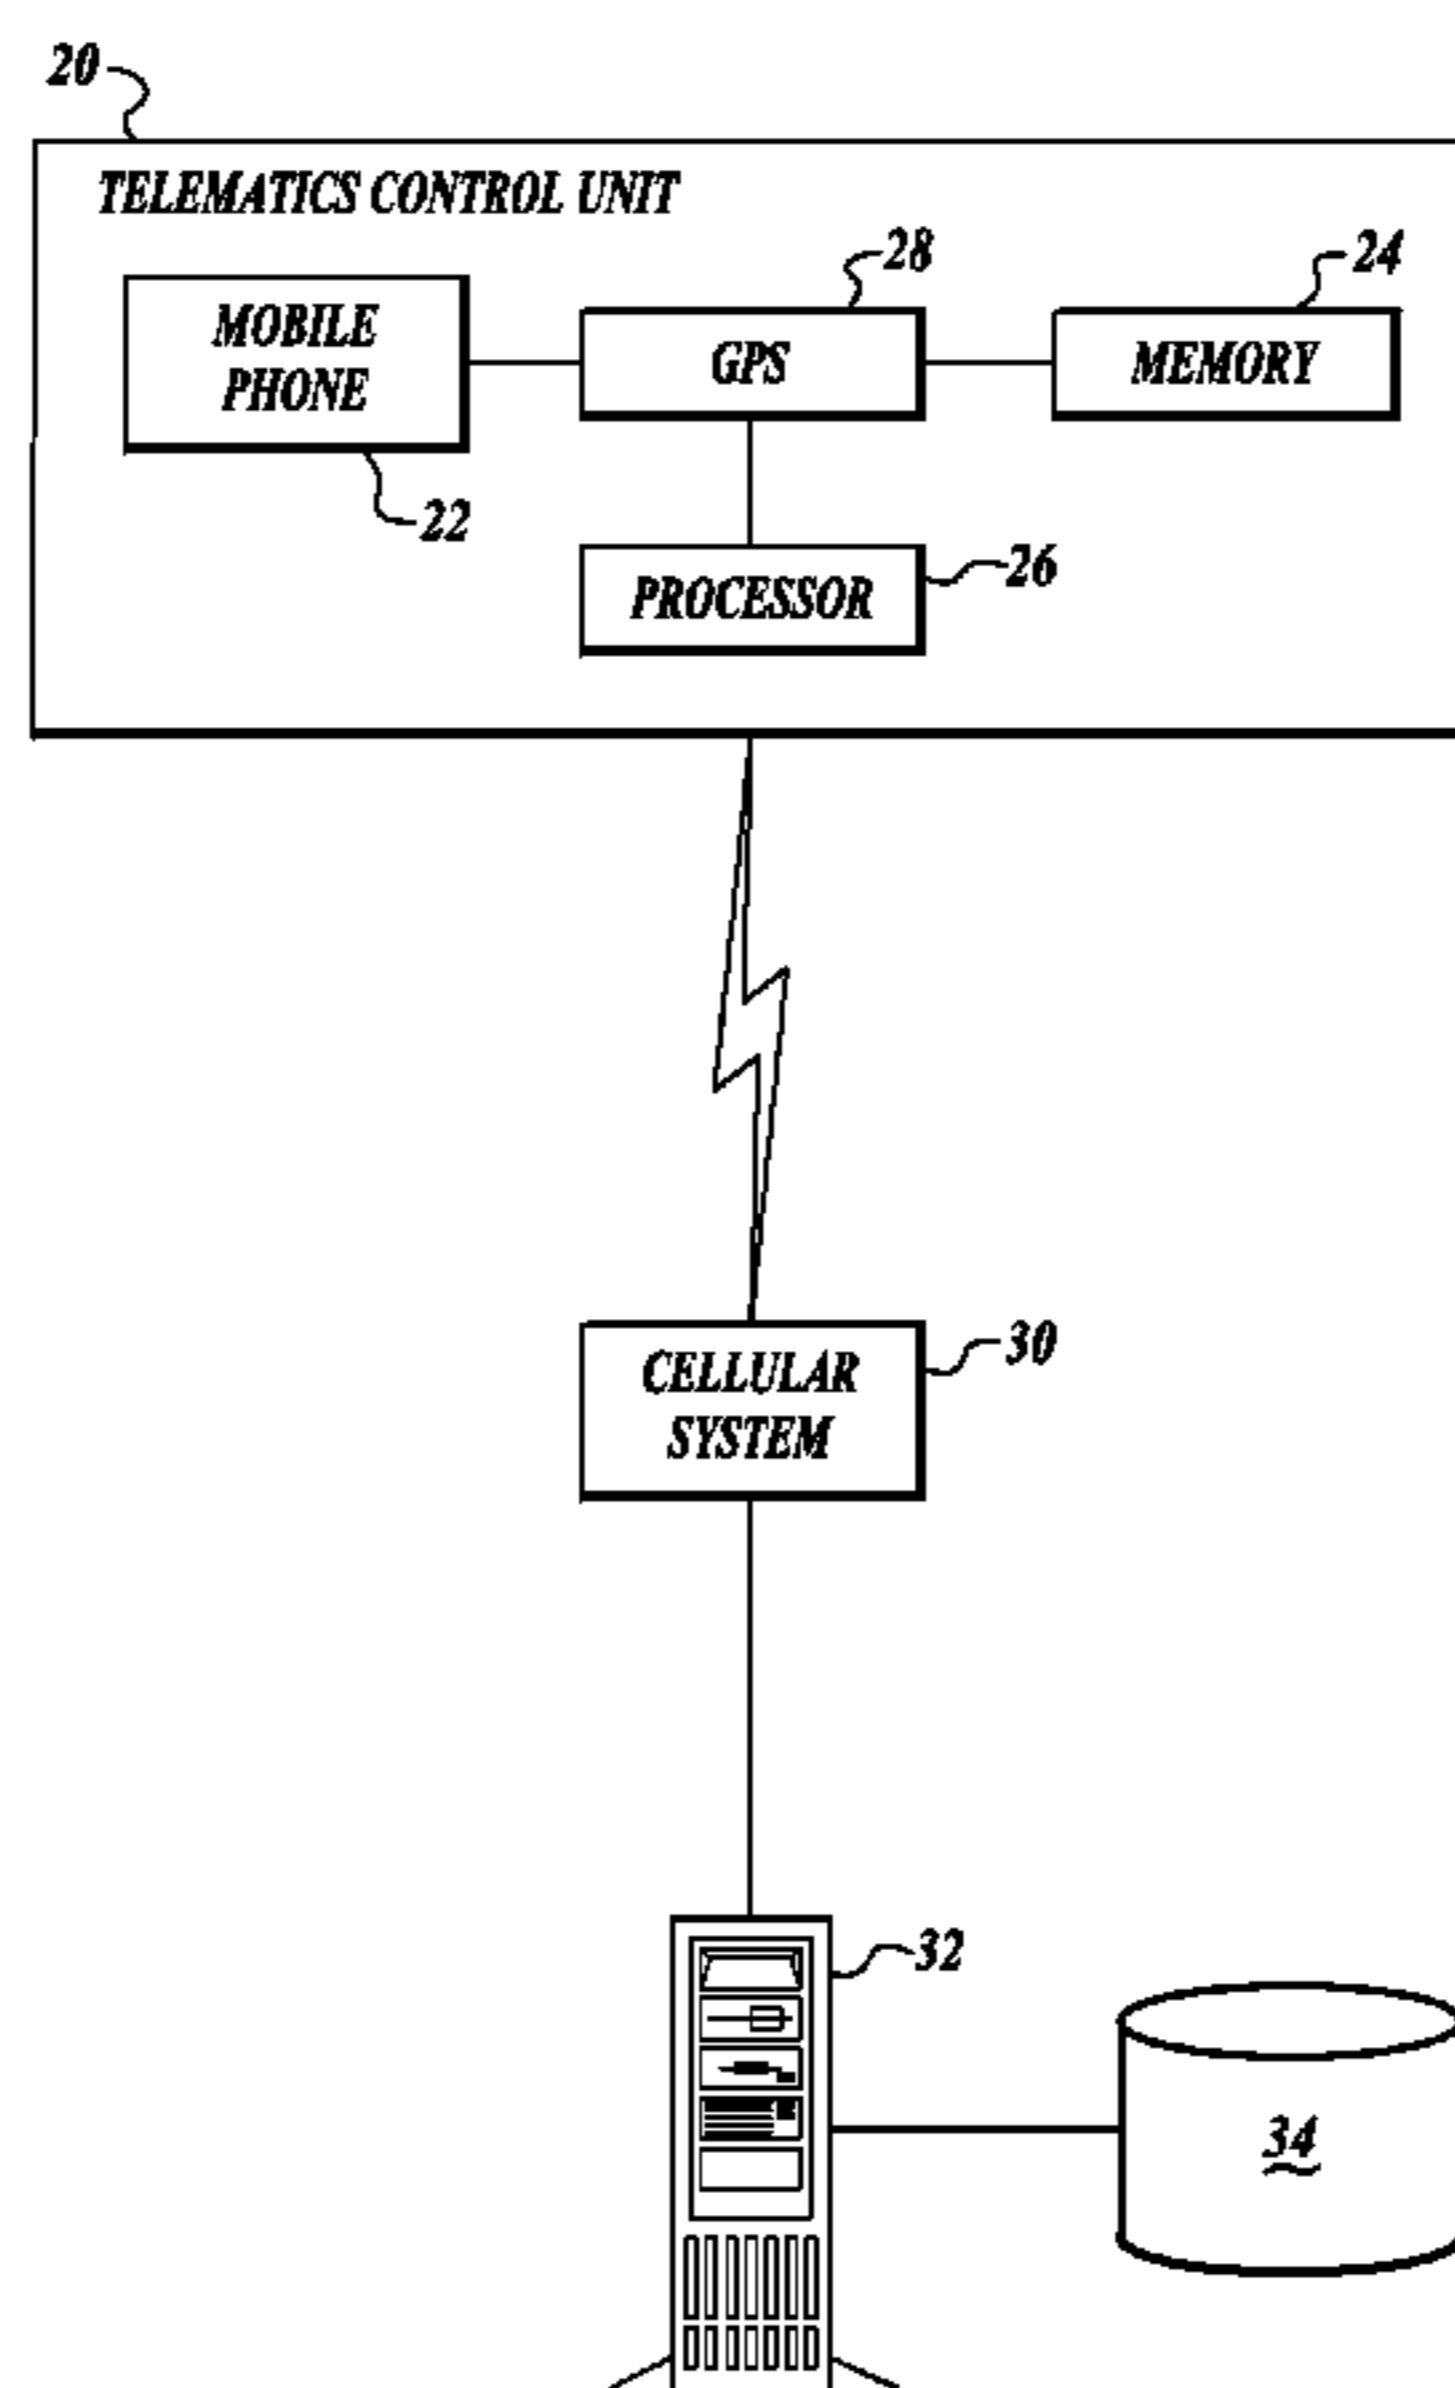 20
TELEMATICS CONTROL UNIT
28
24
MOBILE
PHONE
GPS
MEMORY
22
26
PROCESSOR
30
CELLULAR
SYSTEM
32
34